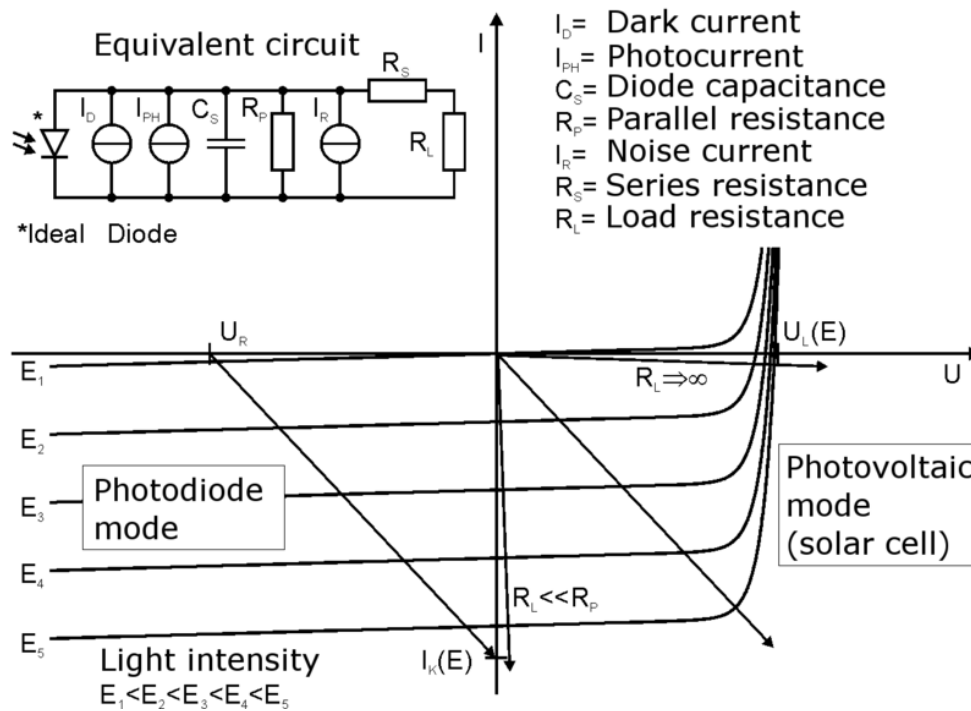 Equivalent circuit
I
I_D= Dark current
I_PH= Photocurrent
C_S= Diode capacitance
R_P= Parallel resistance
I_R= Noise current
R_S= Series resistance
R_L= Load resistance
R_S
* I_D I_PH C_S R_P I_R R_L
*Ideal Diode
U_R
U_L(E)
E_1
R_L⇒∞
U
E_2
Photodiode
mode
Photovoltaic
mode
(solar cell)
E_3
E_4
R_L<<R_P
E_5
Light intensity
E_1<E_2<E_3<E_4<E_5
I_K(E)